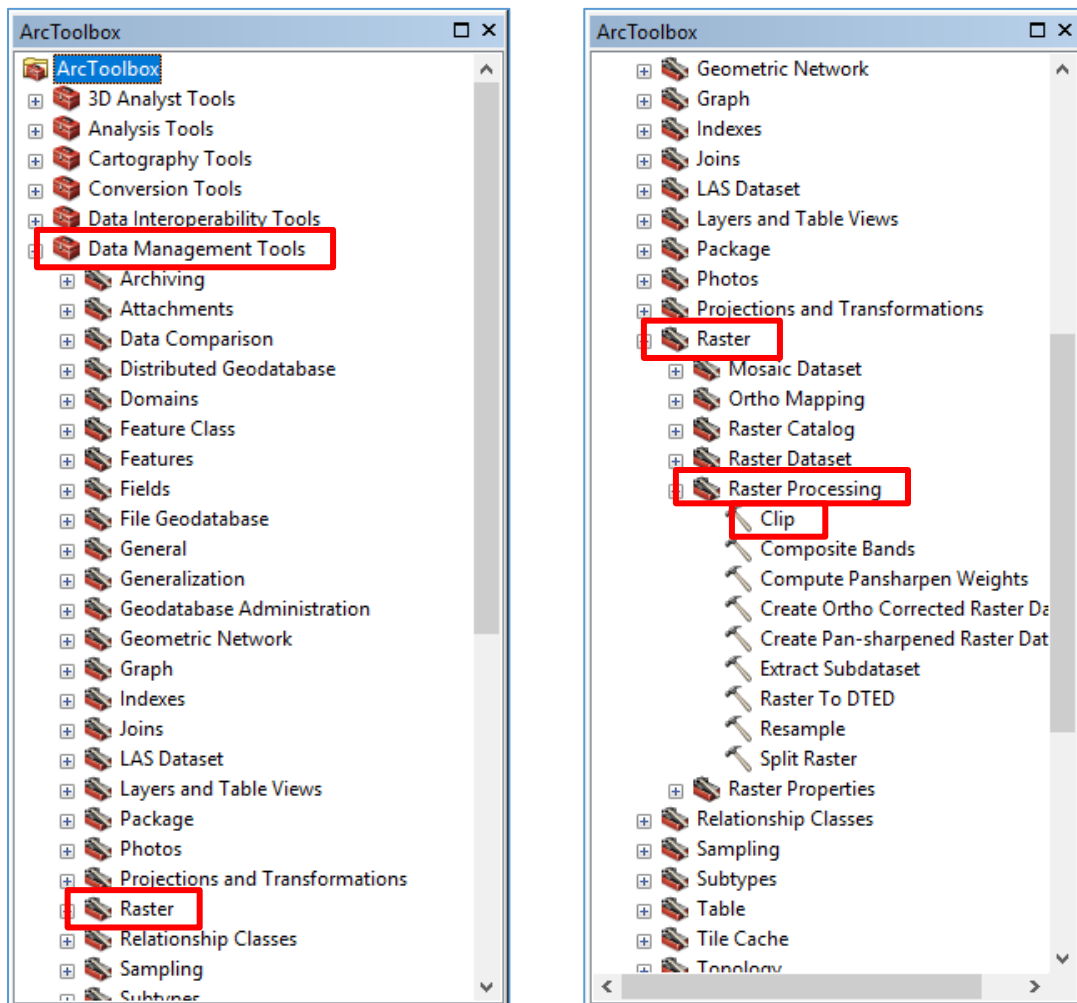 ArcToolbox
ArcToolbox
3D Analyst Tools
Analysis Tools
Cartography Tools
Conversion Tools
Data Interoperability Tools
Data Management Tools
Archiving
Attachments
Data Comparison
Distributed Geodatabase
Domains
Feature Class
Features
Fields
File Geodatabase
General
Generalization
Geodatabase Administration
Geometric Network
Graph
Indexes
Joins
LAS Dataset
Layers and Table Views
Package
Photos
Projections and Transformations
Raster
Relationship Classes
Sampling
Subtypes
ArcToolbox
Geometric Network
Graph
Indexes
Joins
LAS Dataset
Layers and Table Views
Package
Photos
Projections and Transformations
Raster
Mosaic Dataset
Ortho Mapping
Raster Catalog
Raster Dataset
Raster Processing
Clip
Composite Bands
Compute Pansharpen Weights
Create Ortho Corrected Raster Da
Create Pan-sharpened Raster Dat
Extract Subdataset
Raster To DTED
Resample
Split Raster
Raster Properties
Relationship Classes
Sampling
Subtypes
Table
Tile Cache
Topology